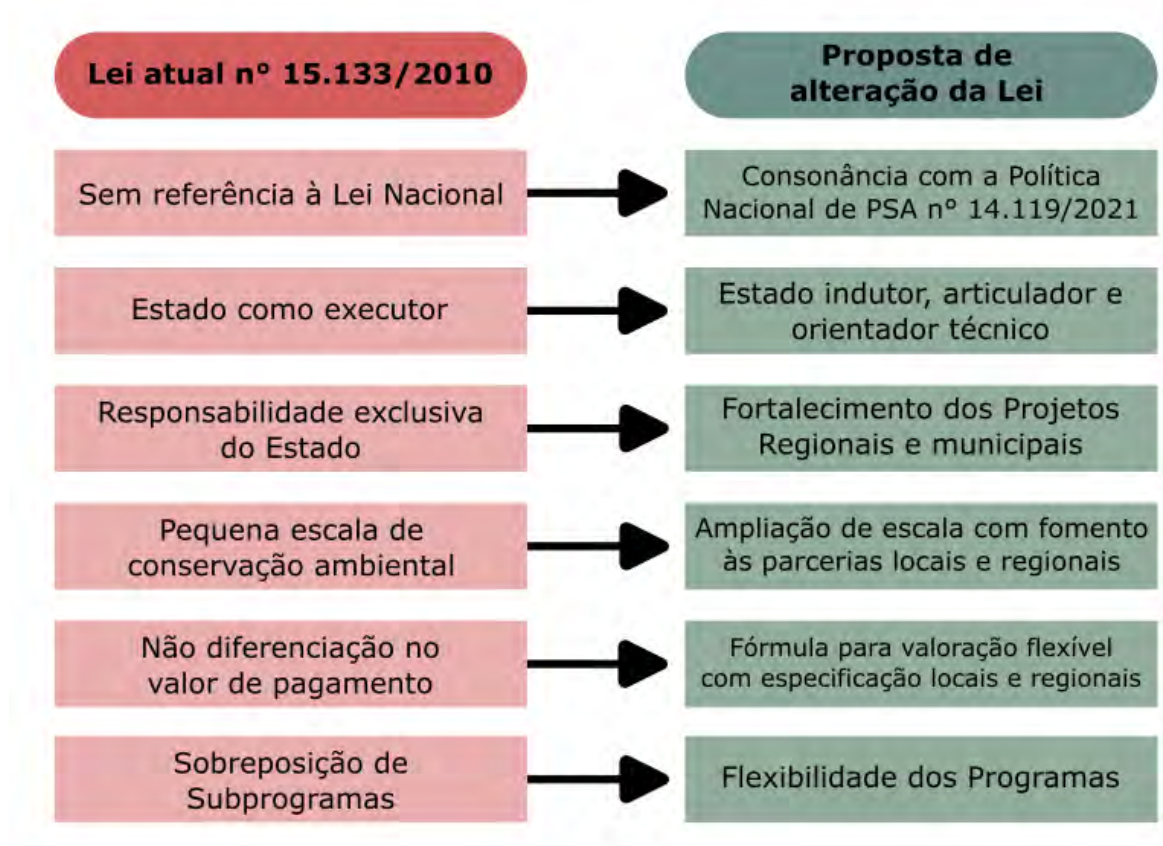 Lei atual n° 15.133/2010
Proposta de
alteração da Lei
Sem referência à Lei Nacional
Consonância com a Política
Nacional de PSA n° 14.119/2021
Estado como executor
Estado indutor, articulador e
orientador técnico
Responsabilidade exclusiva
do Estado
Fortalecimento dos Projetos
Regionais e municipais
Pequena escala de
conservação ambiental
Ampliação de escala com fomento
às parcerias locais e regionais
Não diferenciação no
valor de pagamento
Fórmula para valoração flexível
com especificação locais e regionais
Sobreposição de
Subprogramas
Flexibilidade dos Programas